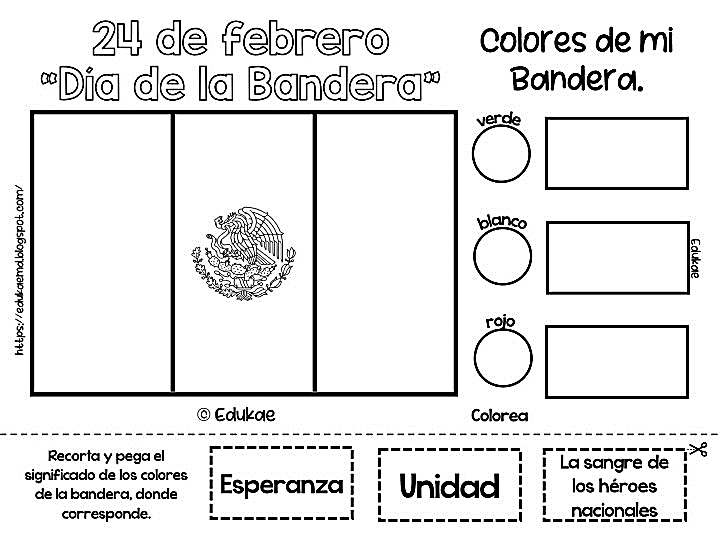 24 de febrero
"Día de la Bandera"
Colores de mi
Bandera.
verde
blanco
rojo
Colorea
https://edukaemd.blogspot.com/
Edukae
© Edukae
Recorta y pega el
significado de los colores
de la bandera, donde
corresponde.
Esperanza
Unidad
La sangre de
los héroes
nacionales